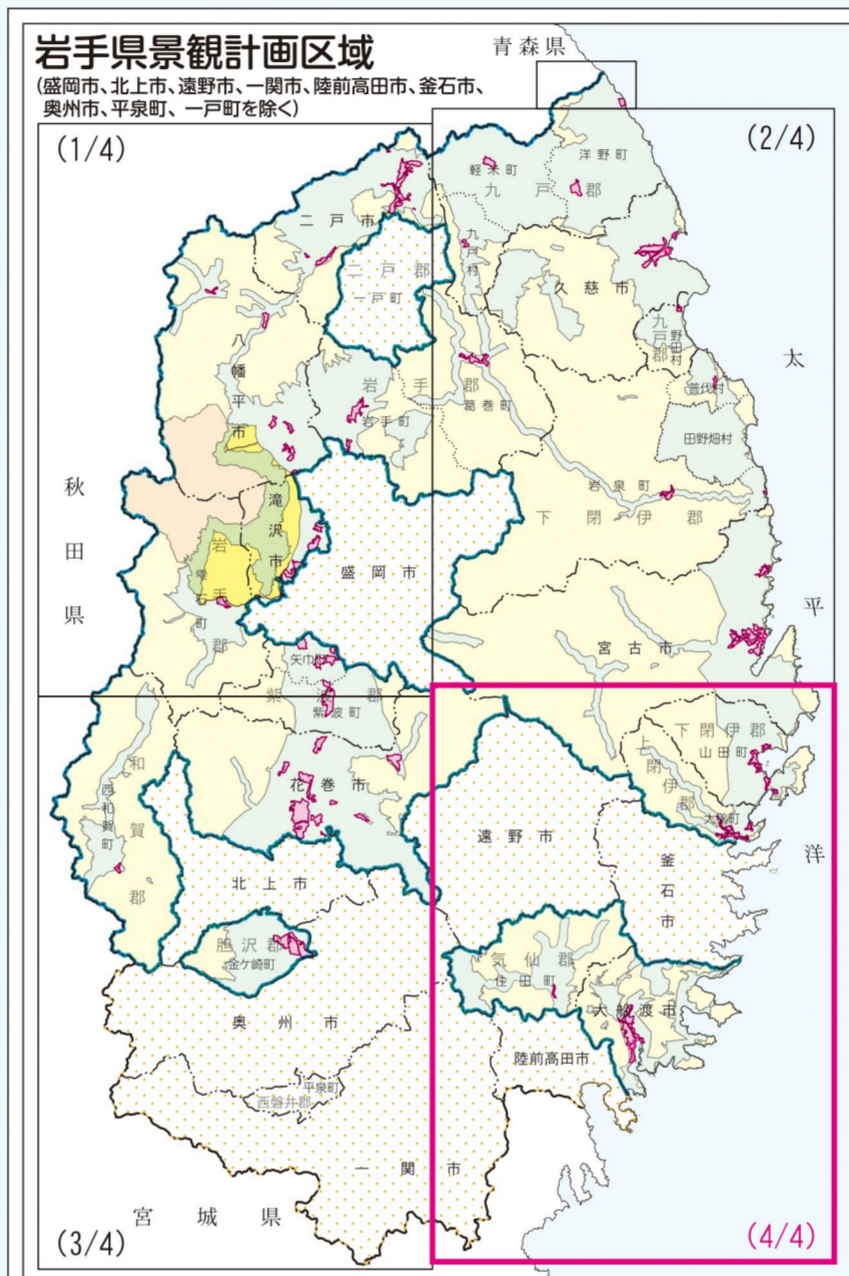 岩手県景観計画区域
(盛岡市、北上市、遠野市、一関市、陸前高田市、釜石市、
奥州市、平泉町、一戸町を除く)
青森県
(1/4)
(2/4)
軽米町
洋野町
九戸郡
二戸市
九戸村
二戸郡
一戸町
久慈市
九戸郡
野田村
八幡平市
岩手郡
葛巻町
岩手町
普代村
田野畑村
太平洋
秋田県
滝沢市
岩泉町
下閉伊郡
岩手郡
雫石町
盛岡市
宮古市
矢巾町
紫波郡
紫波町
下閉伊郡
山田町
上閉伊郡
大槌町
和賀郡
西和賀町
花巻市
遠野市
釜石市
北上市
胆沢郡
金ケ崎町
気仙郡
住田町
大船渡市
奥州市
陸前高田市
平泉町
西磐井郡
一関市
宮城県
(3/4)
(4/4)